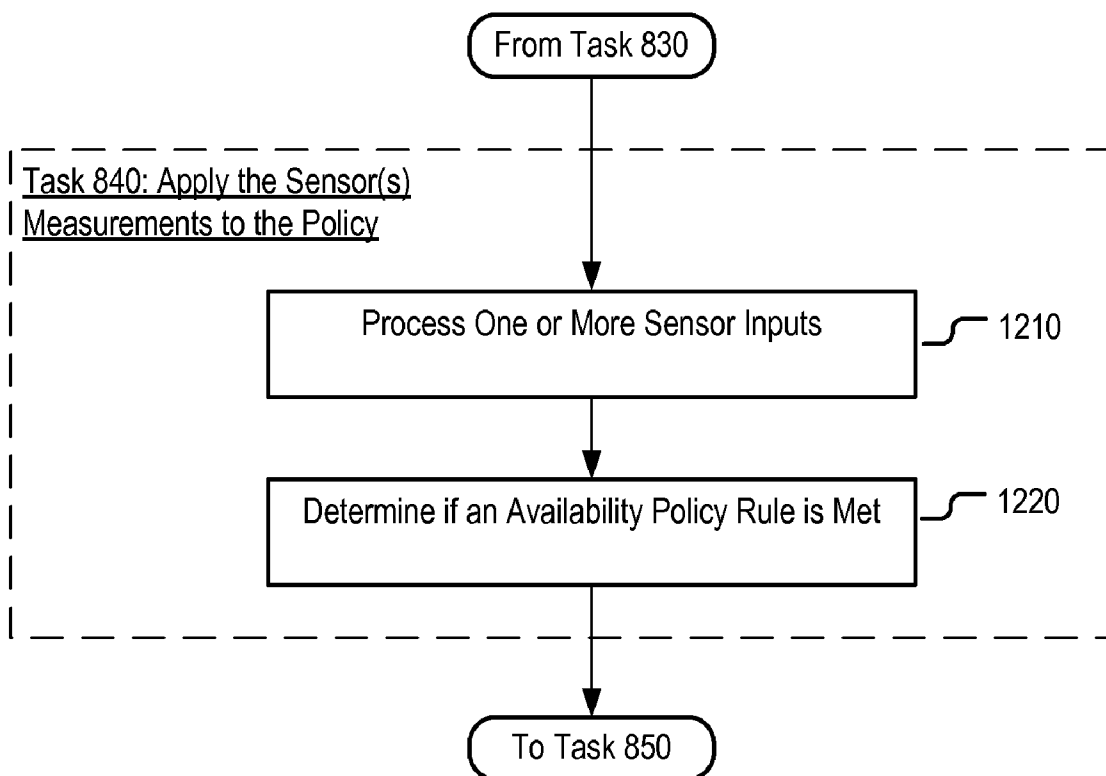 From Task 830
Task 840: Apply the Sensor(s)
Measurements to the Policy
Process One or More Sensor Inputs
1210
Determine if an Availability Policy Rule is Met
1220
To Task 850